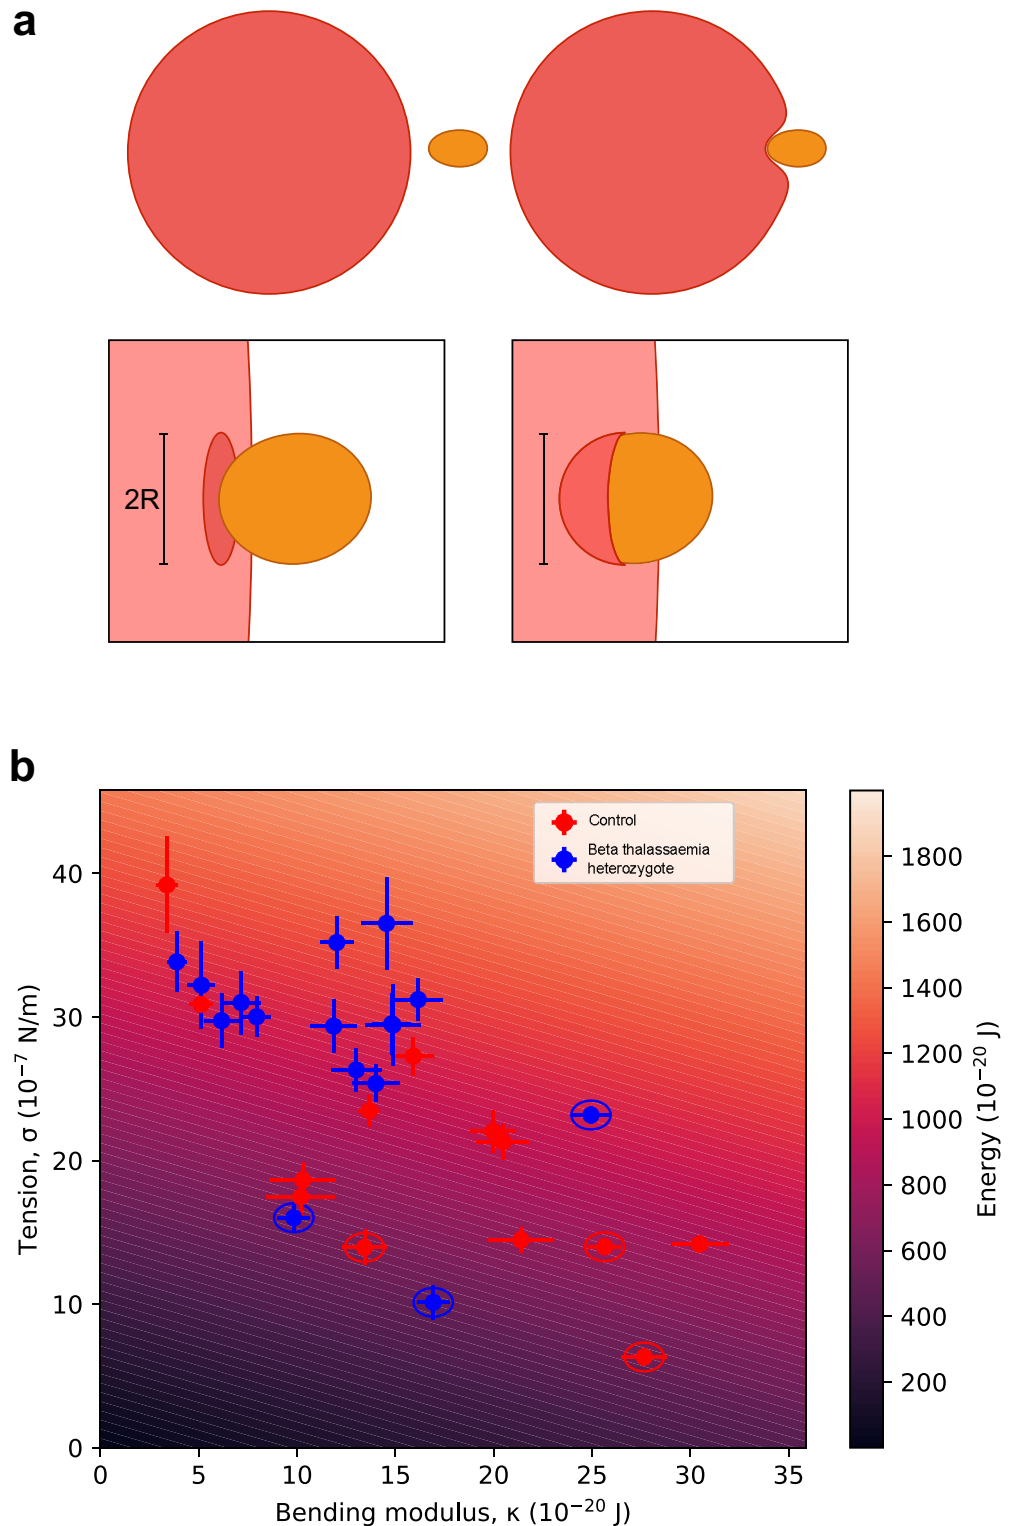 a
2R
b
Control
Beta thalassaemia
heterozygote
Tension, σ (10⁻⁷ N/m)
40
30
20
10
0
0 5 10 15 20 25 30 35
Bending modulus, κ (10⁻²⁰ J)
1800
1600
1400
1200
1000
800
600
400
200
Energy (10⁻²⁰ J)